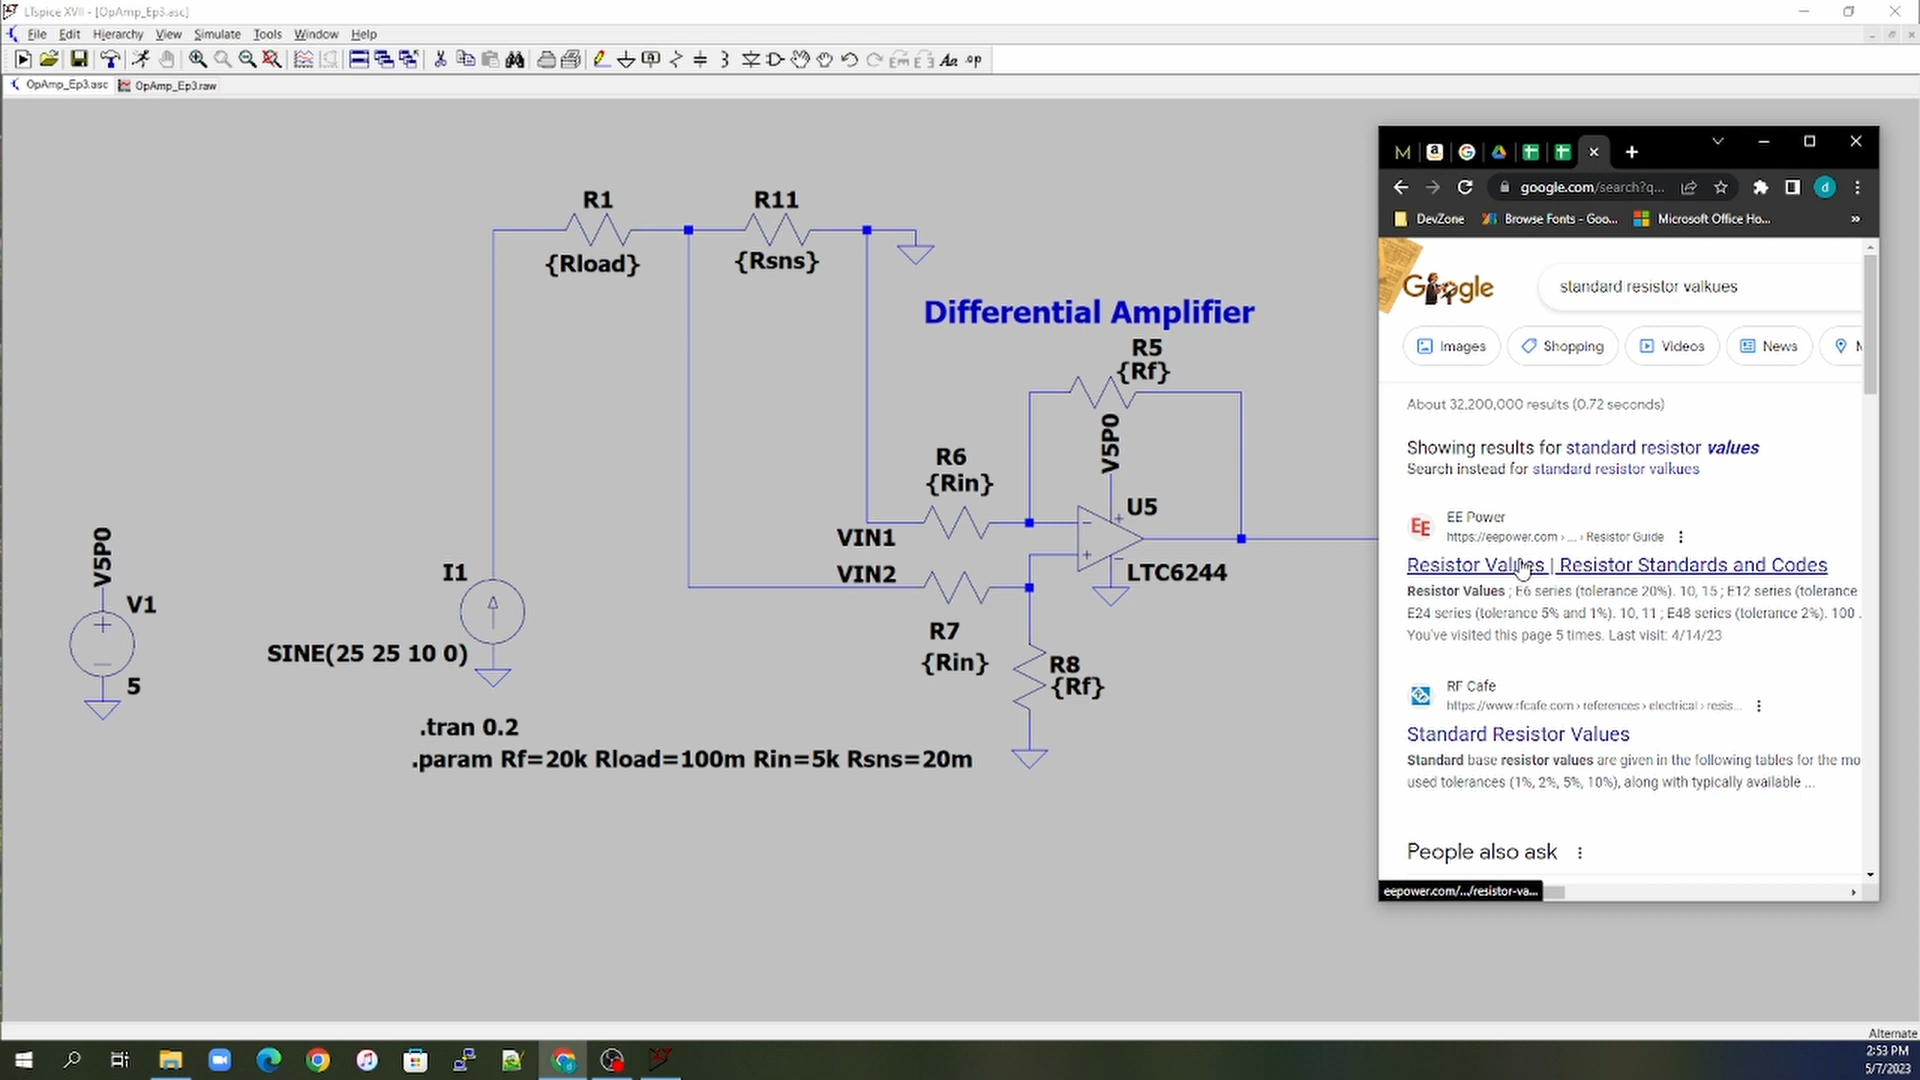 LTspice XVII - [OpAmp_Ep3.asc]
File Edit Hierarchy View Simulate Tools Window Help
Aa .op
OpAmp_Ep3.asc OpAmp_Ep3.raw
R1
{Rload}
R11
{Rsns}
Differential Amplifier
R5
{Rf}
V5P0
R6
{Rin}
U5
VIN1
VIN2
LTC6244
R7
{Rin}
R8
{Rf}
V5P0
V1
5
I1
SINE(25 25 10 0)
.tran 0.2
.param Rf=20k Rload=100m Rin=5k Rsns=20m
google.com/search?q...
d
DevZone Browse Fonts - Goo... Microsoft Office Ho... »
Google
standard resistor valkues
Images Shopping Videos News
About 32,200,000 results (0.72 seconds)
Showing results for standard resistor values
Search instead for standard resistor valkues
EE
EE Power
https://eepower.com › ... › Resistor Guide
Resistor Values | Resistor Standards and Codes
Resistor Values ; E6 series (tolerance 20%). 10, 15 ; E12 series (tolerance
E24 series (tolerance 5% and 1%). 10, 11 ; E48 series (tolerance 2%). 100 .
You've visited this page 5 times. Last visit: 4/14/23
RF Cafe
https://www.rfcafe.com › references › electrical › resis...
Standard Resistor Values
Standard base resistor values are given in the following tables for the mo
used tolerances (1%, 2%, 5%, 10%), along with typically available ...
People also ask
eepower.com/.../resistor-va...
Alternate
2:53 PM
5/7/2023